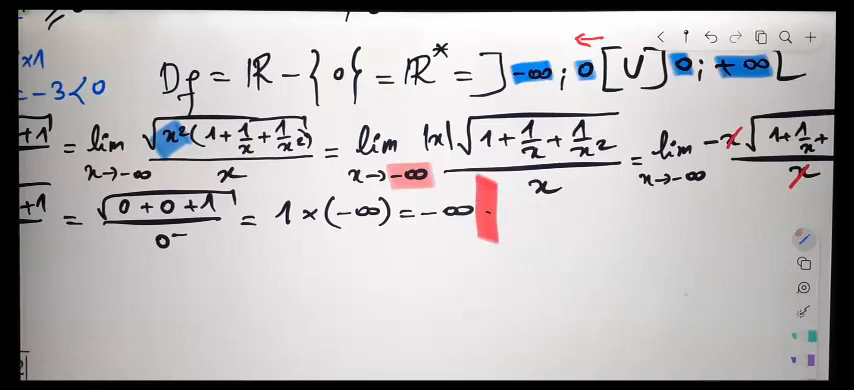 x1
= -3 < 0
Df = ℝ - {0} = ℝ* = ]-∞ ; 0[ U ]0 ; +∞[
+1 = lim x→-∞ √(x²(1 + 1/x + 1/x²)) / x = lim x→-∞ |x|√(1 + 1/x + 1/x²) / x = lim x→-∞ -x√(1 + 1/x + / x
+1 = √(0 + 0 + 1) / 0⁻ = 1 × (-∞) = -∞